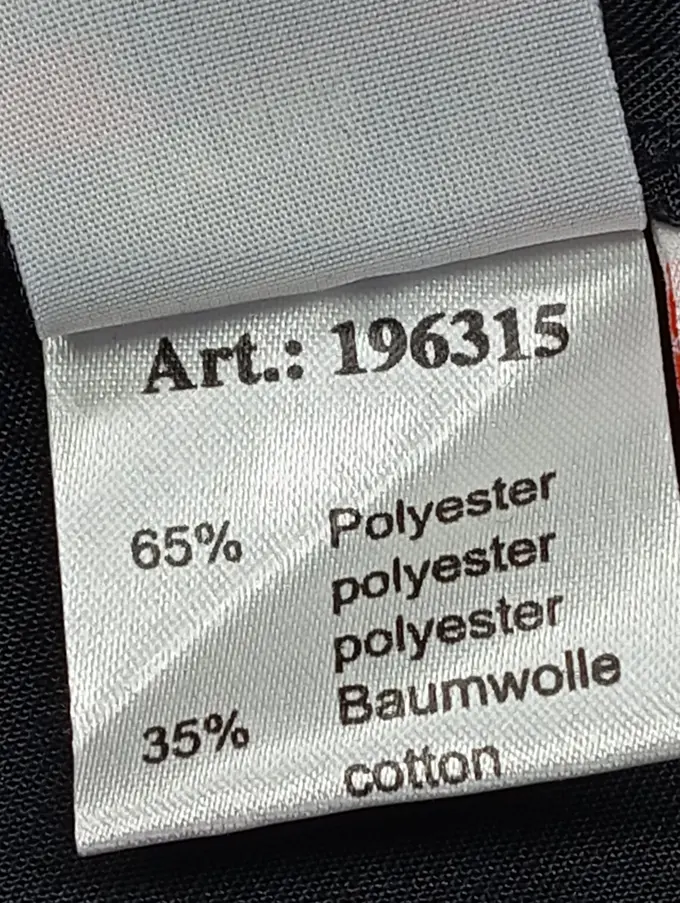 Art.: 196315
65% Polyester
polyester
polyester
35% Baumwolle
cotton